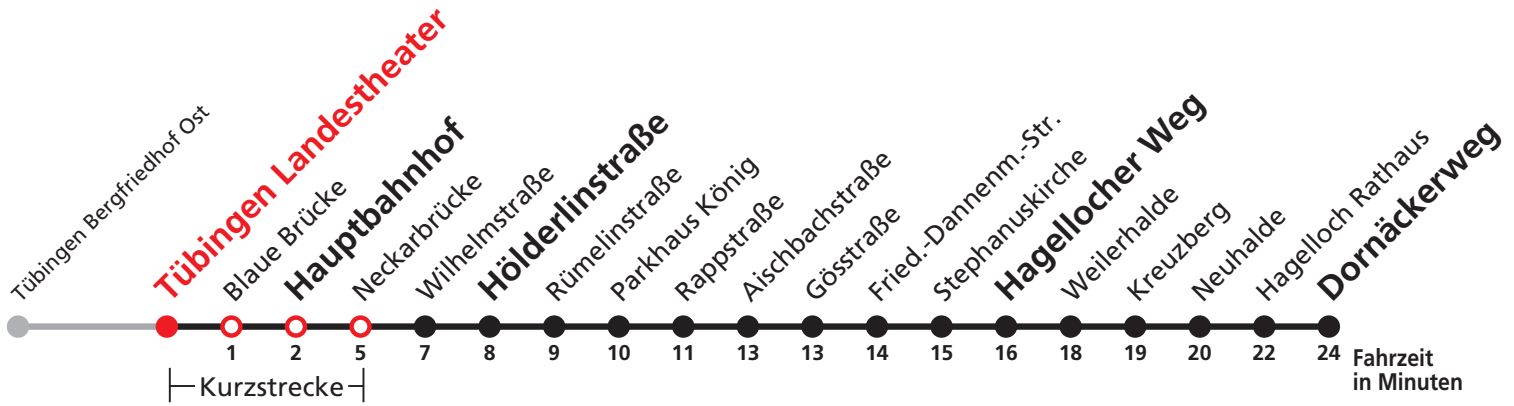 Tübingen Bergfriedhof Ost
Tübingen Landestheater
Blaue Brücke
Hauptbahnhof
Neckarbrücke
Wilhelmstraße
Hölderlinstraße
Rümelinstraße
Parkhaus König
Rappstraße
Aischbachstraße
Gösstraße
Fried.-Dannenm.-Str.
Stephanuskirche
Hagellocher Weg
Weilerhalde
Kreuzberg
Neuhalde
Hagelloch Rathaus
Dornäckerweg
1 2 5 7 8 9 10 11 13 13 14 15 16 18 19 20 22 24 Fahrzeit
in Minuten
Kurzstrecke